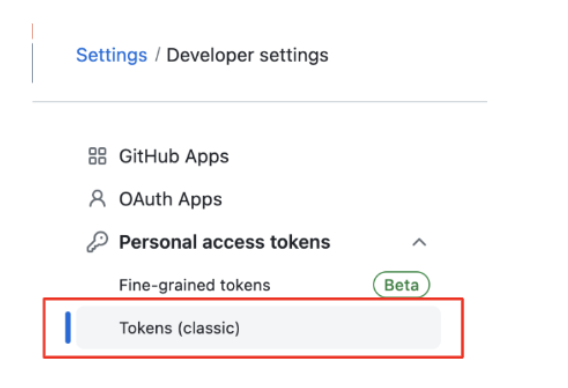 Settings / Developer settings
GitHub Apps
OAuth Apps
Personal access tokens
Fine-grained tokens Beta
Tokens (classic)